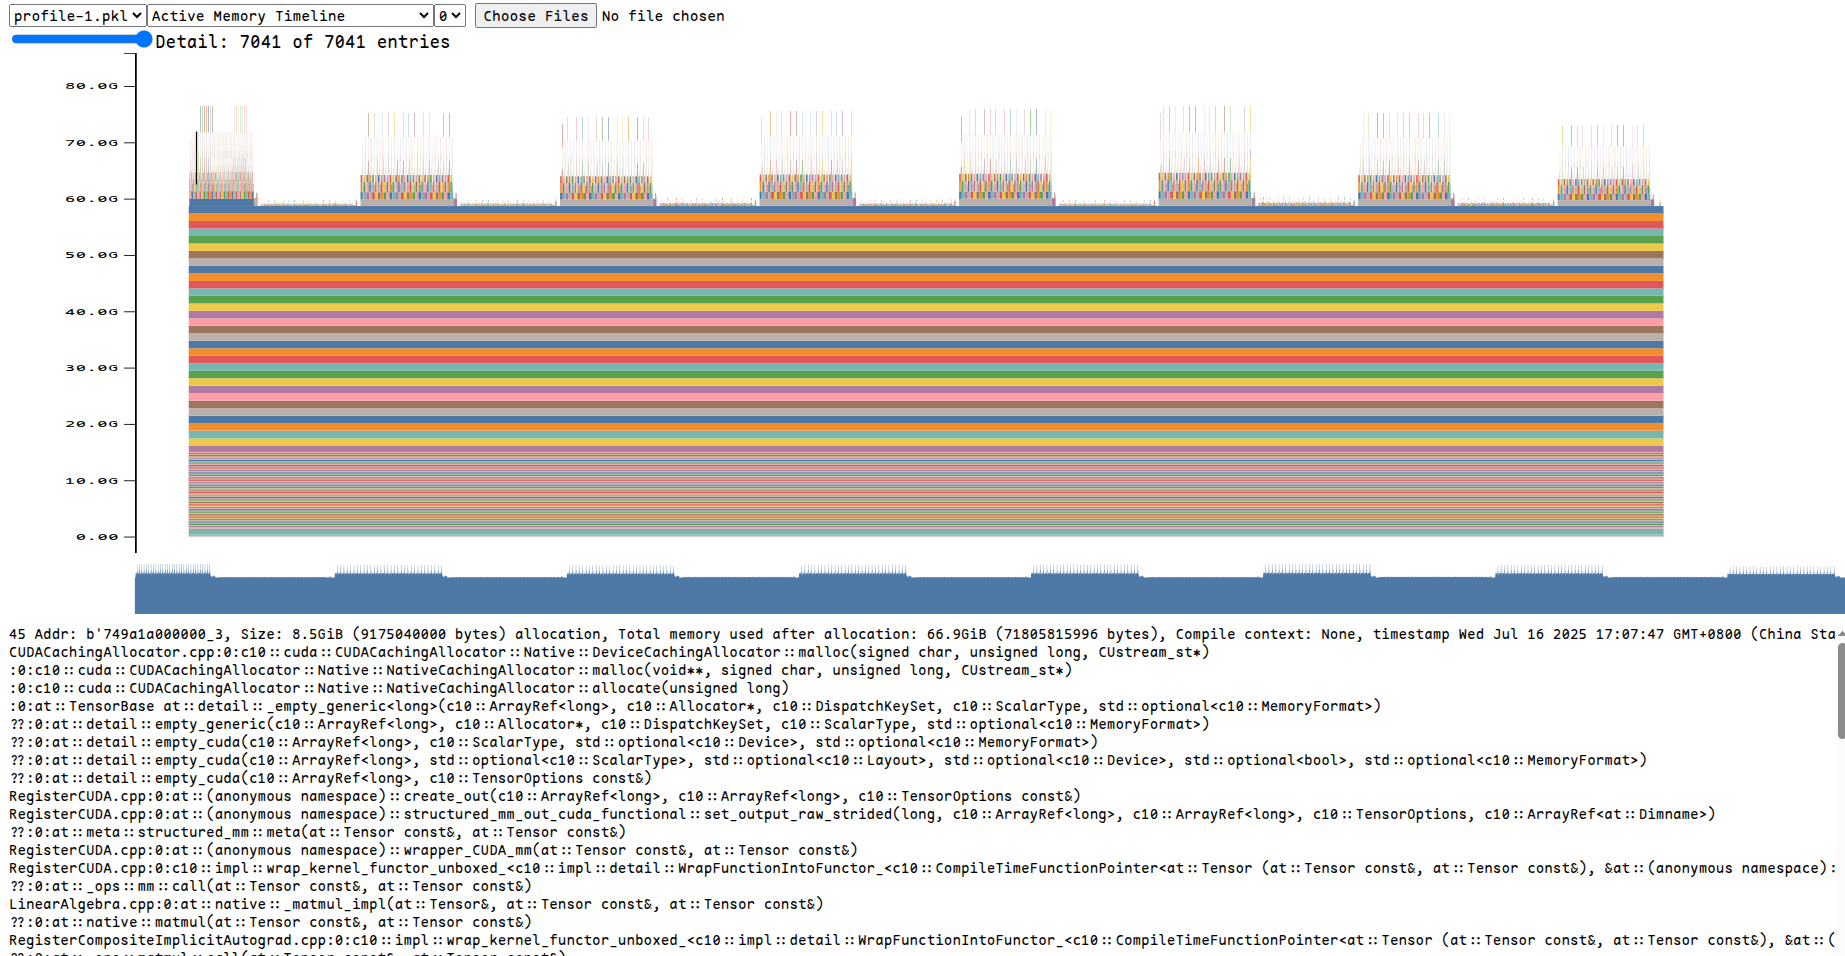 profile-1.pkl Active Memory Timeline 0 Choose Files No file chosen
Detail: 7041 of 7041 entries
80.0G
70.0G
60.0G
50.0G
40.0G
30.0G
20.0G
10.0G
0.00
45 Addr: b'749a1a000000_3, Size: 8.5GiB (9175040000 bytes) allocation, Total memory used after allocation: 66.9GiB (71805815996 bytes), Compile context: None, timestamp Wed Jul 16 2025 17:07:47 GMT+0800 (China Sta
CUDACachingAllocator.cpp:0:c10::cuda::CUDACachingAllocator::Native::DeviceCachingAllocator::malloc(signed char, unsigned long, CUstream_st*)
:0:c10::cuda::CUDACachingAllocator::Native::NativeCachingAllocator::malloc(void**, signed char, unsigned long, CUstream_st*)
:0:c10::cuda::CUDACachingAllocator::Native::NativeCachingAllocator::allocate(unsigned long)
:0:at::TensorBase at::detail::_empty_generic<long>(c10::ArrayRef<long>, c10::Allocator*, c10::DispatchKeySet, c10::ScalarType, std::optional<c10::MemoryFormat>)
??:0:at::detail::empty_generic(c10::ArrayRef<long>, c10::Allocator*, c10::DispatchKeySet, c10::ScalarType, std::optional<c10::MemoryFormat>)
??:0:at::detail::empty_cuda(c10::ArrayRef<long>, c10::ScalarType, std::optional<c10::Device>, std::optional<c10::MemoryFormat>)
??:0:at::detail::empty_cuda(c10::ArrayRef<long>, std::optional<c10::ScalarType>, std::optional<c10::Layout>, std::optional<c10::Device>, std::optional<bool>, std::optional<c10::MemoryFormat>)
??:0:at::detail::empty_cuda(c10::ArrayRef<long>, c10::TensorOptions const&)
RegisterCUDA.cpp:0:at::(anonymous namespace)::create_out(c10::ArrayRef<long>, c10::ArrayRef<long>, c10::TensorOptions const&)
RegisterCUDA.cpp:0:at::(anonymous namespace)::structured_mm_out_cuda_functional::set_output_raw_strided(long, c10::ArrayRef<long>, c10::ArrayRef<long>, c10::TensorOptions, c10::ArrayRef<at::Dimname>)
??:0:at::meta::structured_mm::meta(at::Tensor const&, at::Tensor const&)
RegisterCUDA.cpp:0:at::(anonymous namespace)::wrapper_CUDA_mm(at::Tensor const&, at::Tensor const&)
RegisterCUDA.cpp:0:c10::impl::wrap_kernel_functor_unboxed_<c10::impl::detail::WrapFunctionIntoFunctor_<c10::CompileTimeFunctionPointer<at::Tensor (at::Tensor const&, at::Tensor const&), &at::(anonymous namespace):
??:0:at::_ops::mm::call(at::Tensor const&, at::Tensor const&)
LinearAlgebra.cpp:0:at::native::_matmul_impl(at::Tensor&, at::Tensor const&, at::Tensor const&)
??:0:at::native::matmul(at::Tensor const&, at::Tensor const&)
RegisterCompositeImplicitAutograd.cpp:0:c10::impl::wrap_kernel_functor_unboxed_<c10::impl::detail::WrapFunctionIntoFunctor_<c10::CompileTimeFunctionPointer<at::Tensor (at::Tensor const&, at::Tensor const&), &at::(